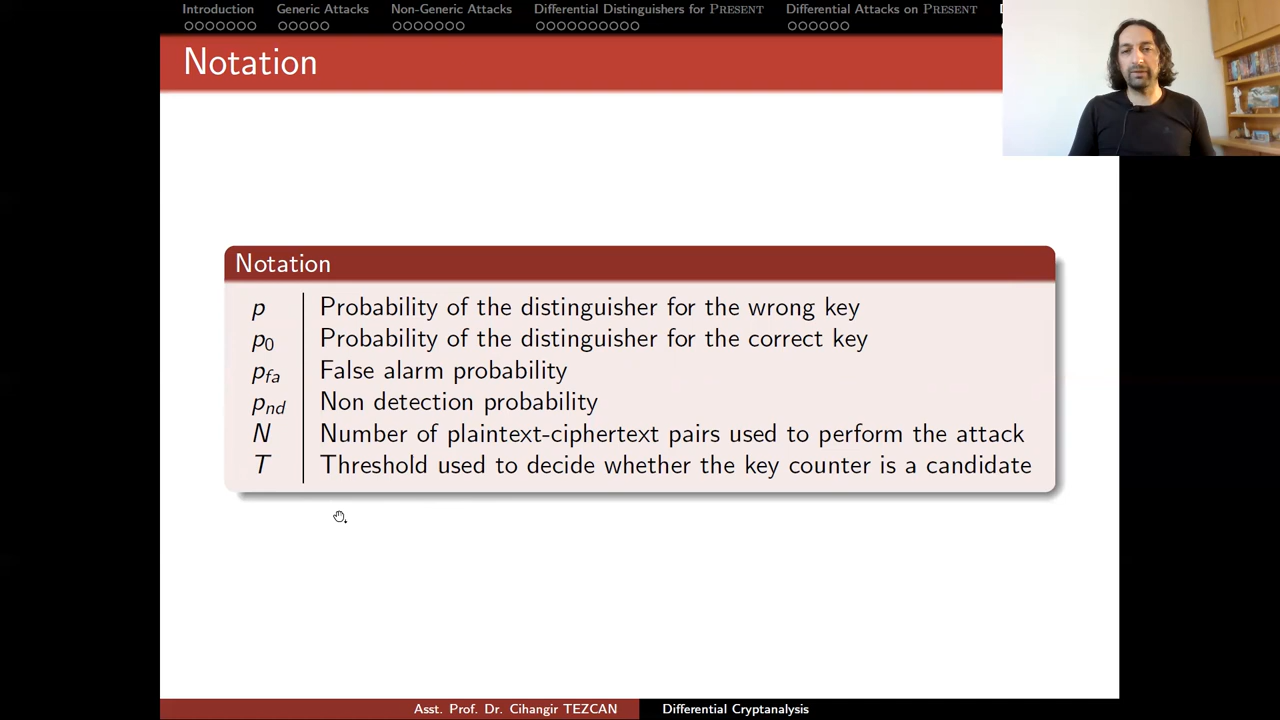 Introduction Generic Attacks Non-Generic Attacks Differential Distinguishers for PRESENT Differential Attacks on PRESENT
Notation
Notation
p Probability of the distinguisher for the wrong key
p0 Probability of the distinguisher for the correct key
pfa False alarm probability
pnd Non detection probability
N Number of plaintext-ciphertext pairs used to perform the attack
T Threshold used to decide whether the key counter is a candidate
Asst. Prof. Dr. Cihangir TEZCAN Differential Cryptanalysis